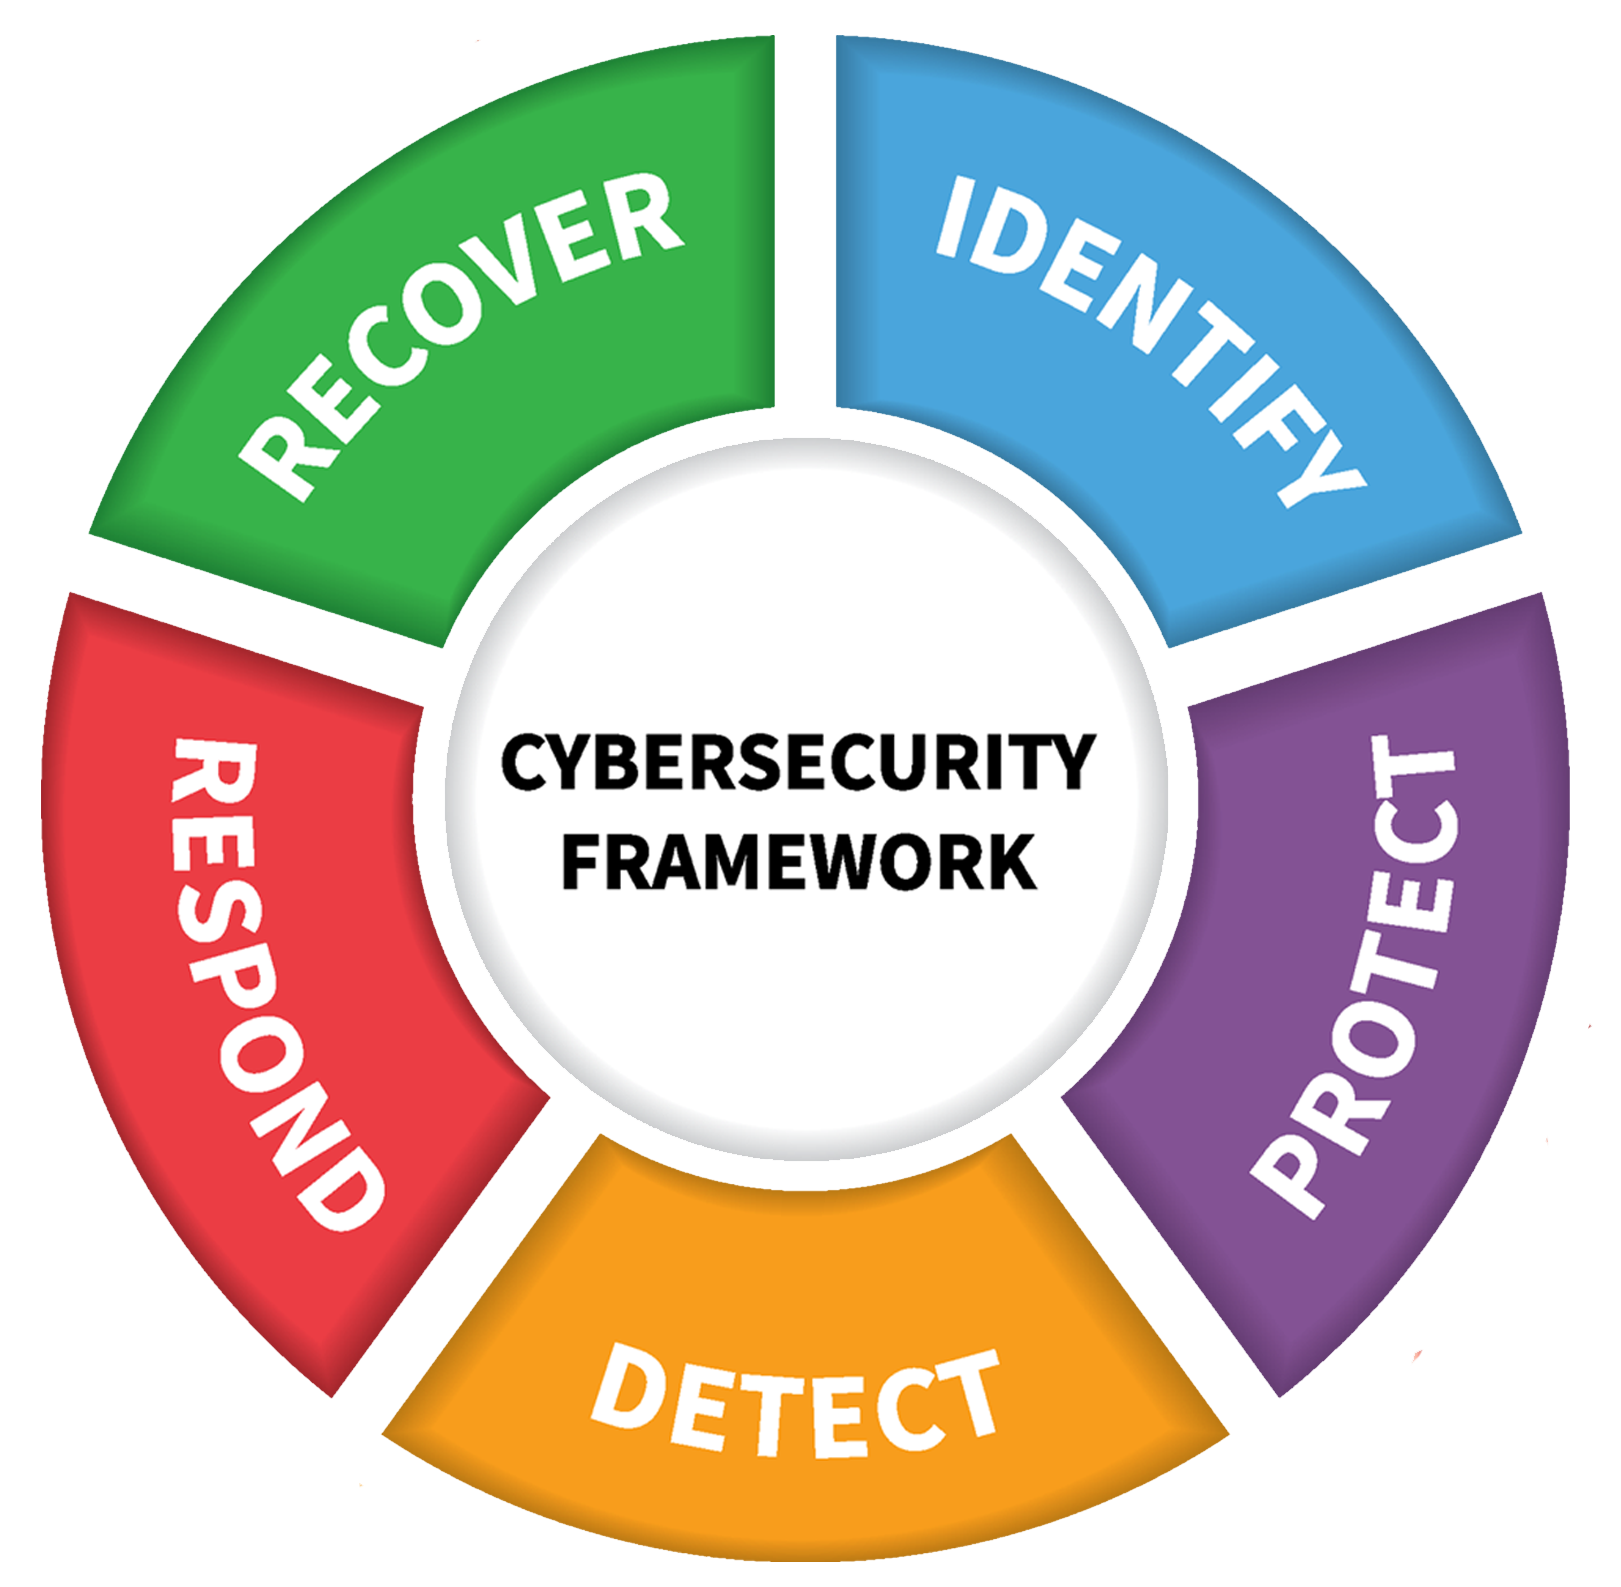 CYBERSECURITY
FRAMEWORK
IDENTIFY
PROTECT
DETECT
RESPOND
RECOVER